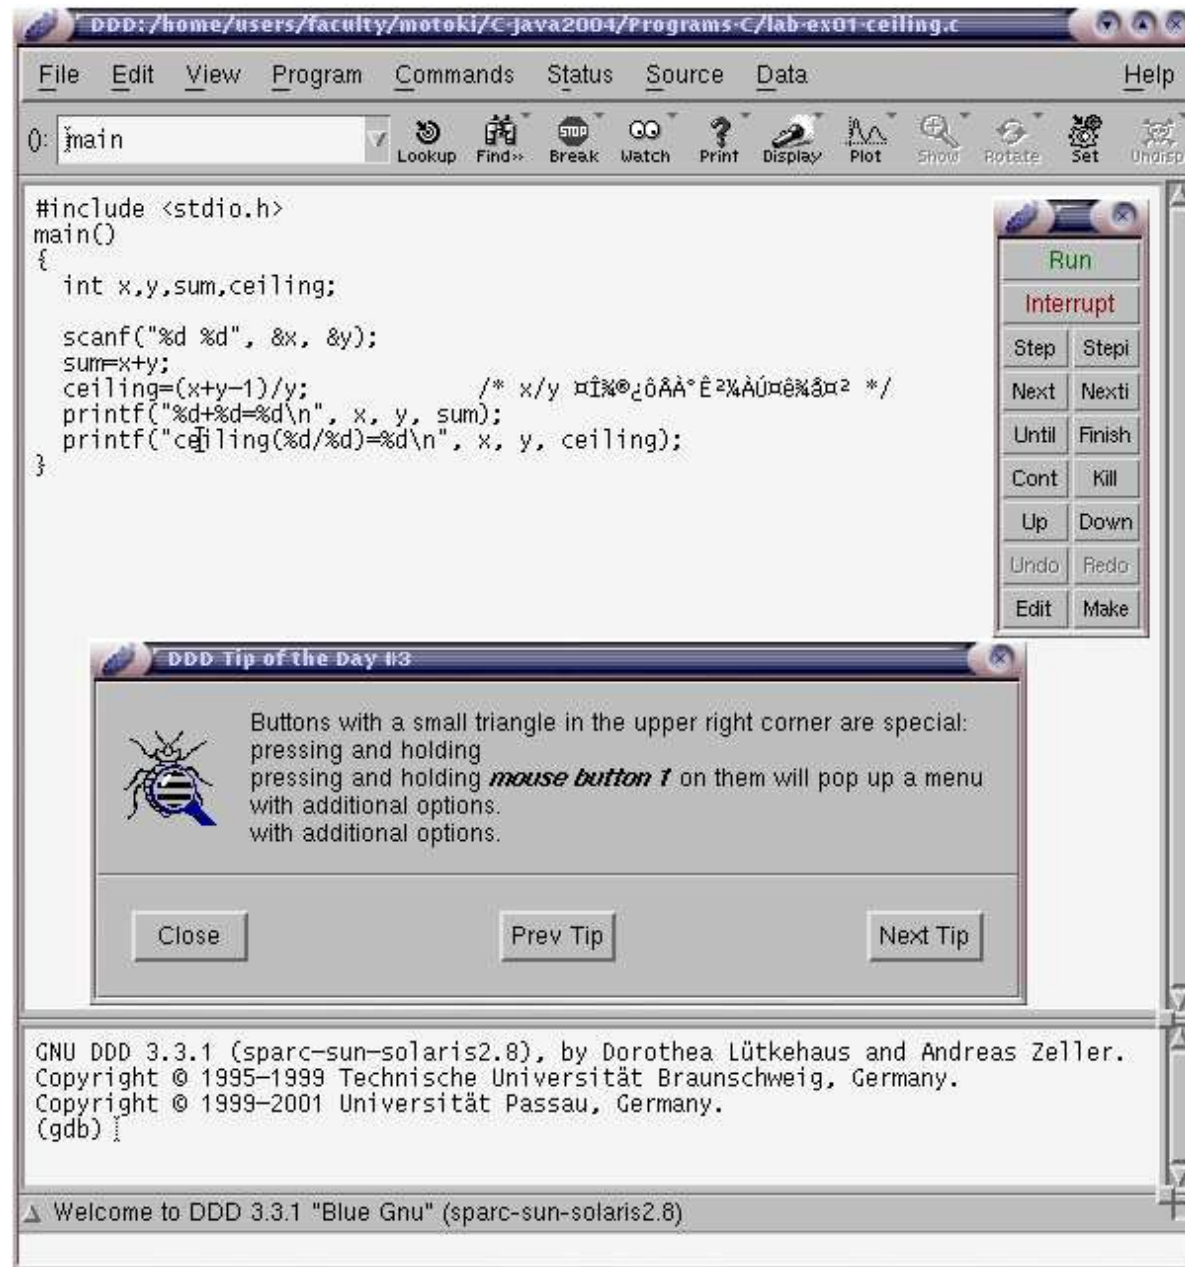 DDD:/home/users/faculty/motoki/C-Java2004/Programs-C/lab-ex01-ceiling.c
File Edit View Program Commands Status Source Data Help
(): main
Lookup Find>> Break Watch Print Display Plot Show Rotate Set Undisp
#include <stdio.h>
main()
{
int x,y,sum,ceiling;
scanf("%d %d", &x, &y);
sum=x+y;
ceiling=(x+y-1)/y; /* x/y */
printf("%d+%d=%d\n", x, y, sum);
printf("ceiling(%d/%d)=%d\n", x, y, ceiling);
}
Run
Interrupt
Step Stepi
Next Nexti
Until Finish
Cont Kill
Up Down
Undo Redo
Edit Make
DDD Tip of the Day #3
Buttons with a small triangle in the upper right corner are special:
pressing and holding
pressing and holding mouse button 1 on them will pop up a menu
with additional options.
with additional options.
Close Prev Tip Next Tip
GNU DDD 3.3.1 (sparc-sun-solaris2.8), by Dorothea Lütkehaus and Andreas Zeller.
Copyright © 1995-1999 Technische Universität Braunschweig, Germany.
Copyright © 1999-2001 Universität Passau, Germany.
(gdb)
Welcome to DDD 3.3.1 "Blue Gnu" (sparc-sun-solaris2.8)